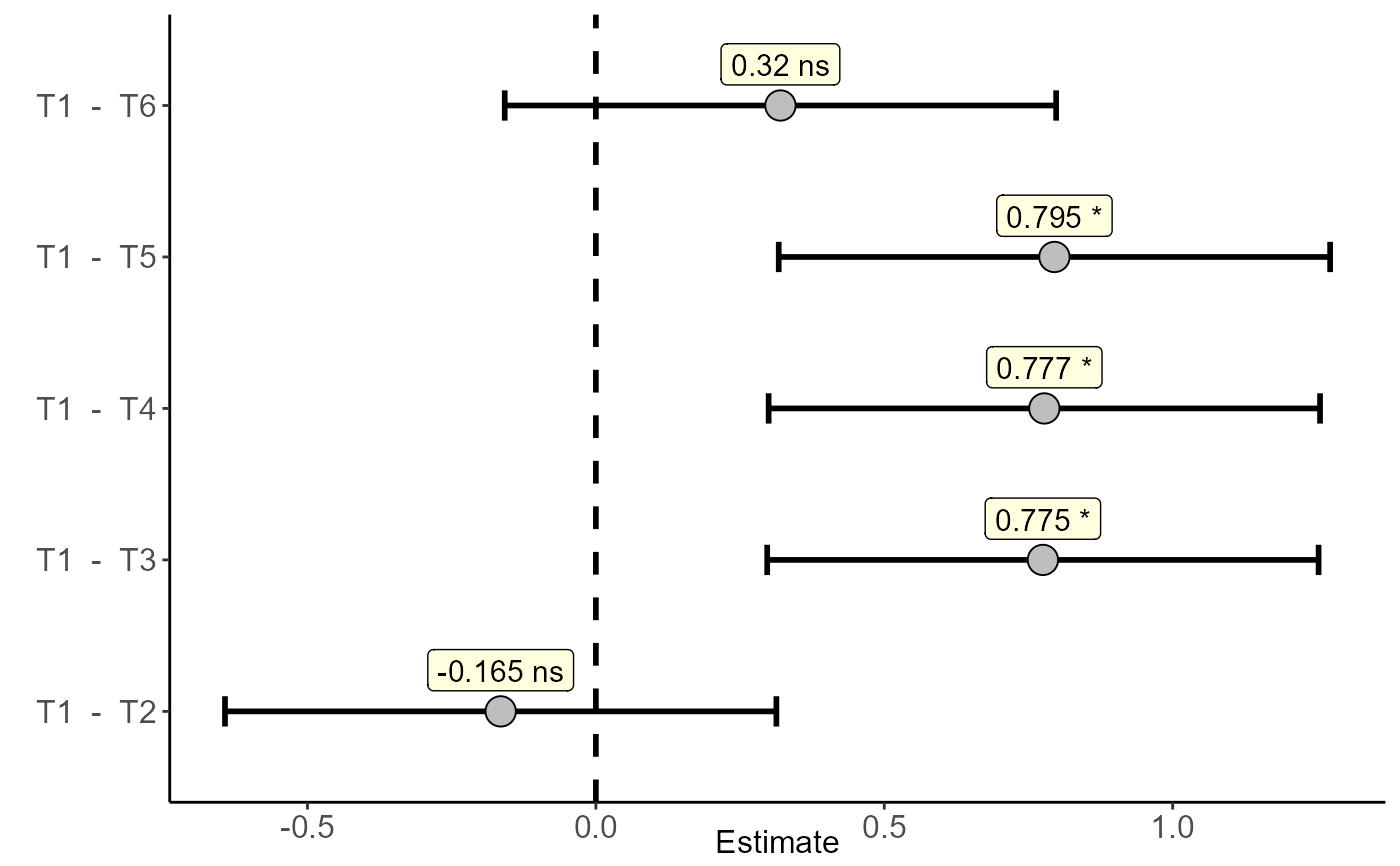 0.32 ns
T1 - T6
0.795 *
T1 - T5
0.777 *
T1 - T4
0.775 *
T1 - T3
-0.165 ns
T1 - T2
-0.5 0.0 0.5 1.0
Estimate